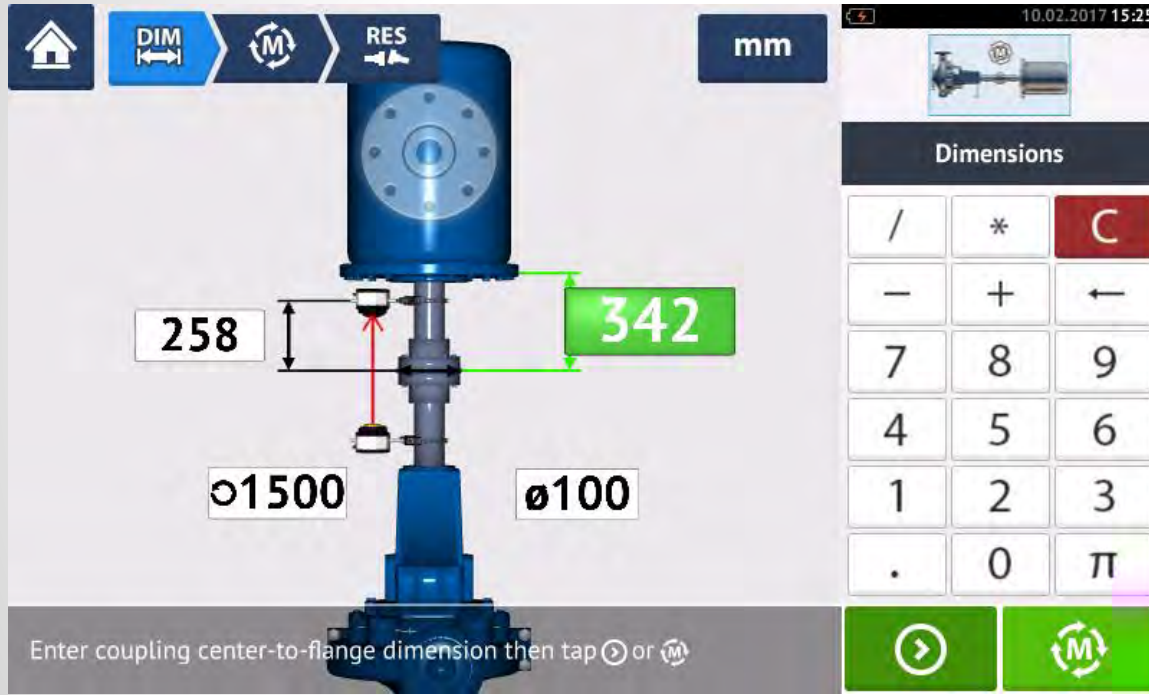 DIM
M
RES
mm
10.02.2017 15:25
M
Dimensions
/ * C
− + ←
7 8 9
4 5 6
1 2 3
. 0 π
258
342
1500
ø100
Enter coupling center-to-flange dimension then tap or M
M